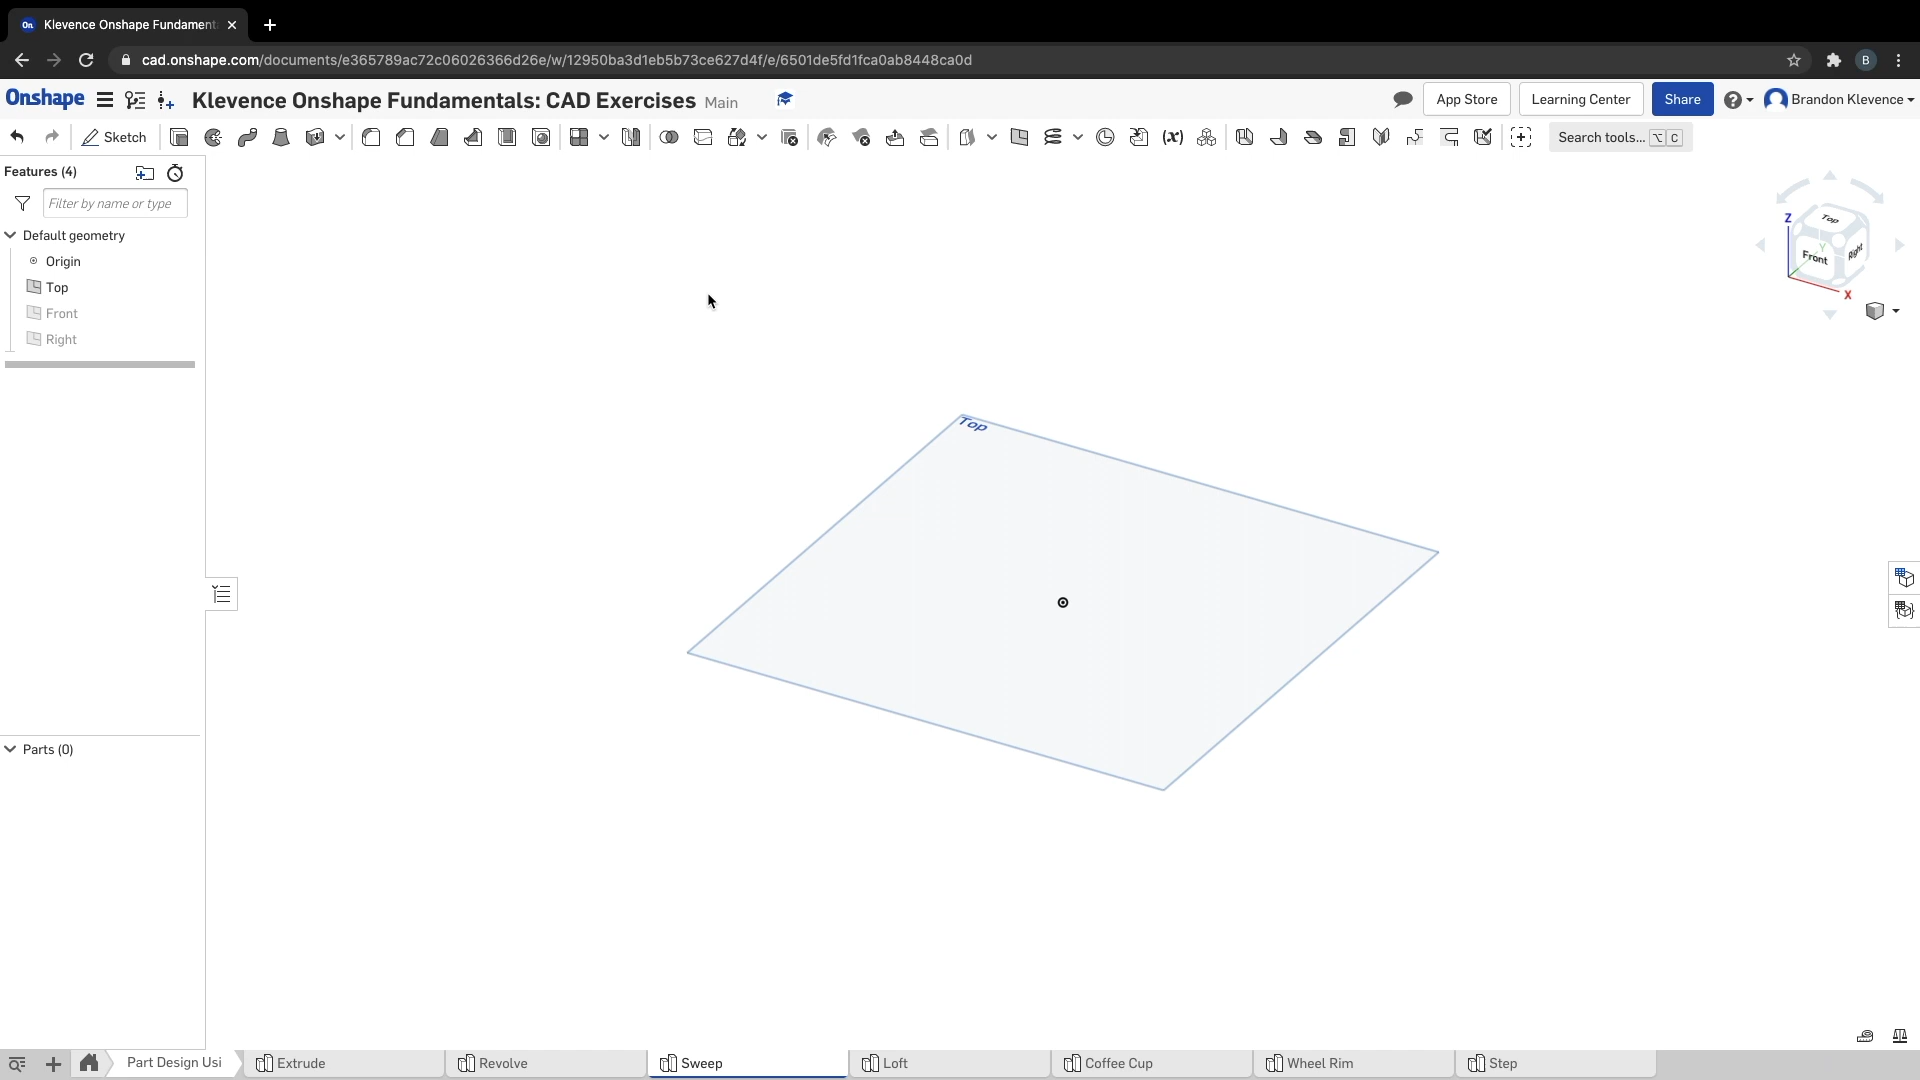 Klevence Onshape Fundament
cad.onshape.com/documents/e365789ac72c06026366d26e/w/12950ba3d1eb5b73ce627d4f/e/6501de5fd1fca0ab8448ca0d
B
Onshape
Klevence Onshape Fundamentals: CAD Exercises Main
App Store
Learning Center
Share
Brandon Klevence
Sketch
(x)
Search tools... ⌥ C
Features (4)
Filter by name or type
Default geometry
Origin
Top
Front
Right
Parts (0)
Top
Z
Top
Front
Right
Y
X
Part Design Usi
Extrude
Revolve
Sweep
Loft
Coffee Cup
Wheel Rim
Step